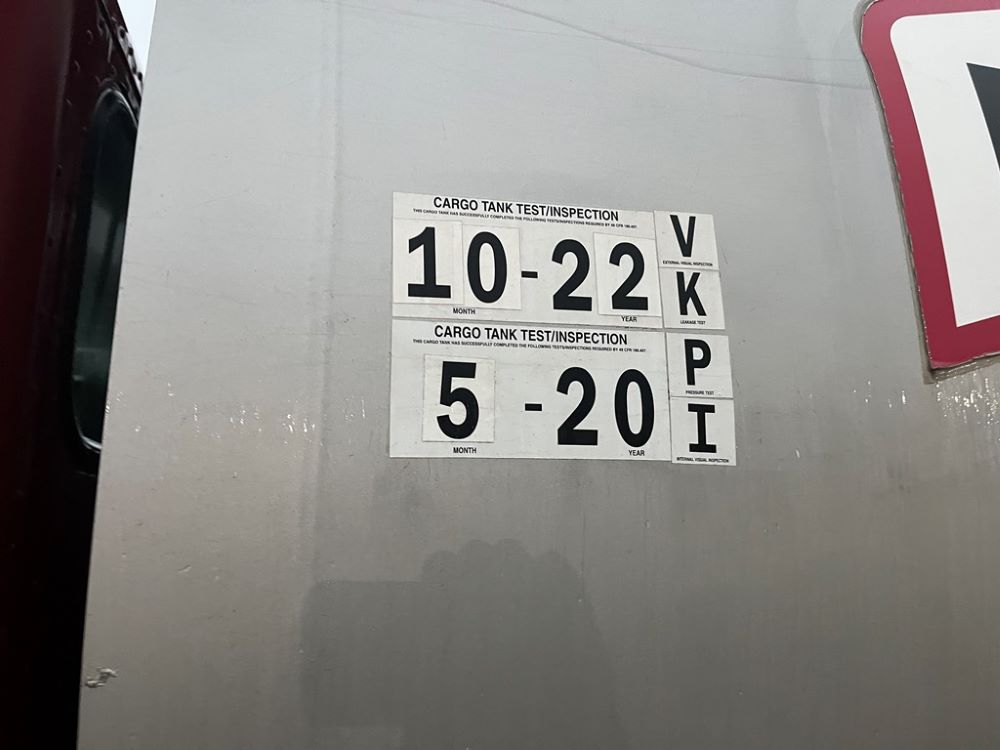 CARGO TANK TEST/INSPECTION
THIS CARGO TANK HAS SUCCESSFULLY COMPLETED THE FOLLOWING TESTS/INSPECTIONS REQUIRED BY 49 CFR 180.407.
10-22
MONTH YEAR
V
EXTERNAL VISUAL INSPECTION
K
LEAKAGE TEST
CARGO TANK TEST/INSPECTION
THIS CARGO TANK HAS SUCCESSFULLY COMPLETED THE FOLLOWING TESTS/INSPECTIONS REQUIRED BY 49 CFR 180.407.
5 -20
MONTH YEAR
P
PRESSURE TEST
I
INTERNAL VISUAL INSPECTION